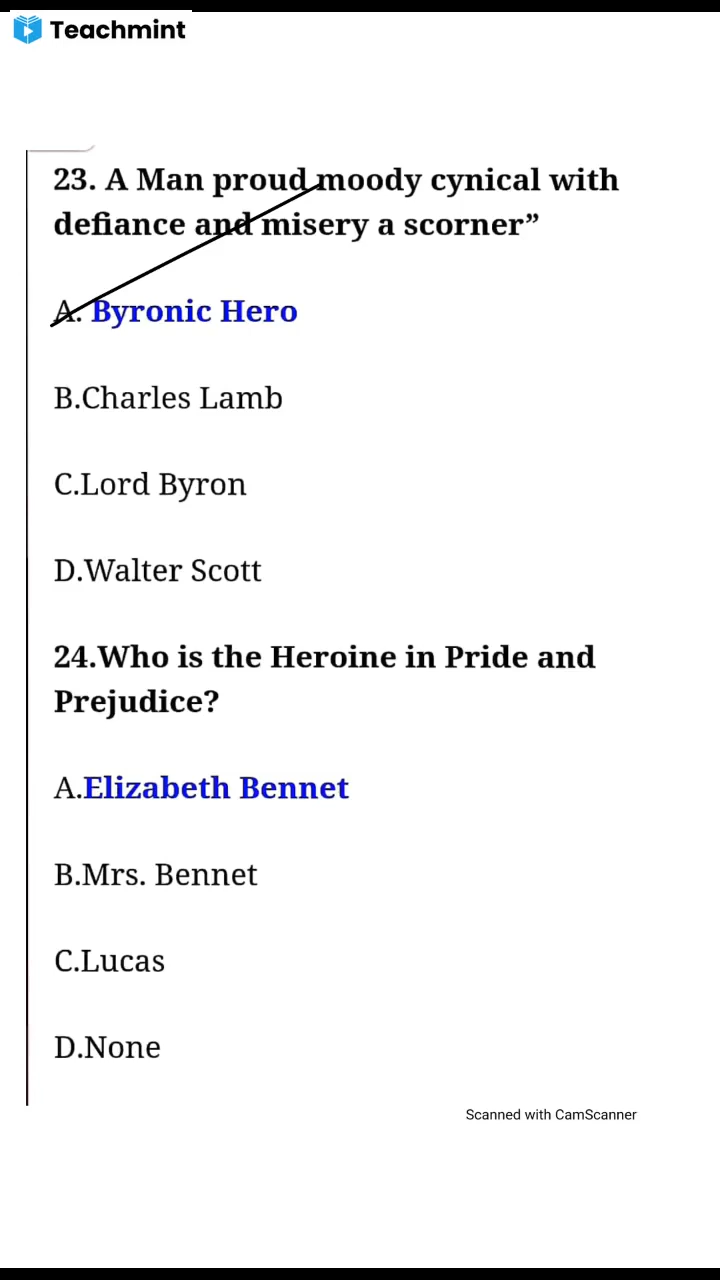 Teachmint
23. A Man proud moody cynical with
defiance and misery a scorner”
A. Byronic Hero
B.Charles Lamb
C.Lord Byron
D.Walter Scott
24.Who is the Heroine in Pride and
Prejudice?
A.Elizabeth Bennet
B.Mrs. Bennet
C.Lucas
D.None
Scanned with CamScanner